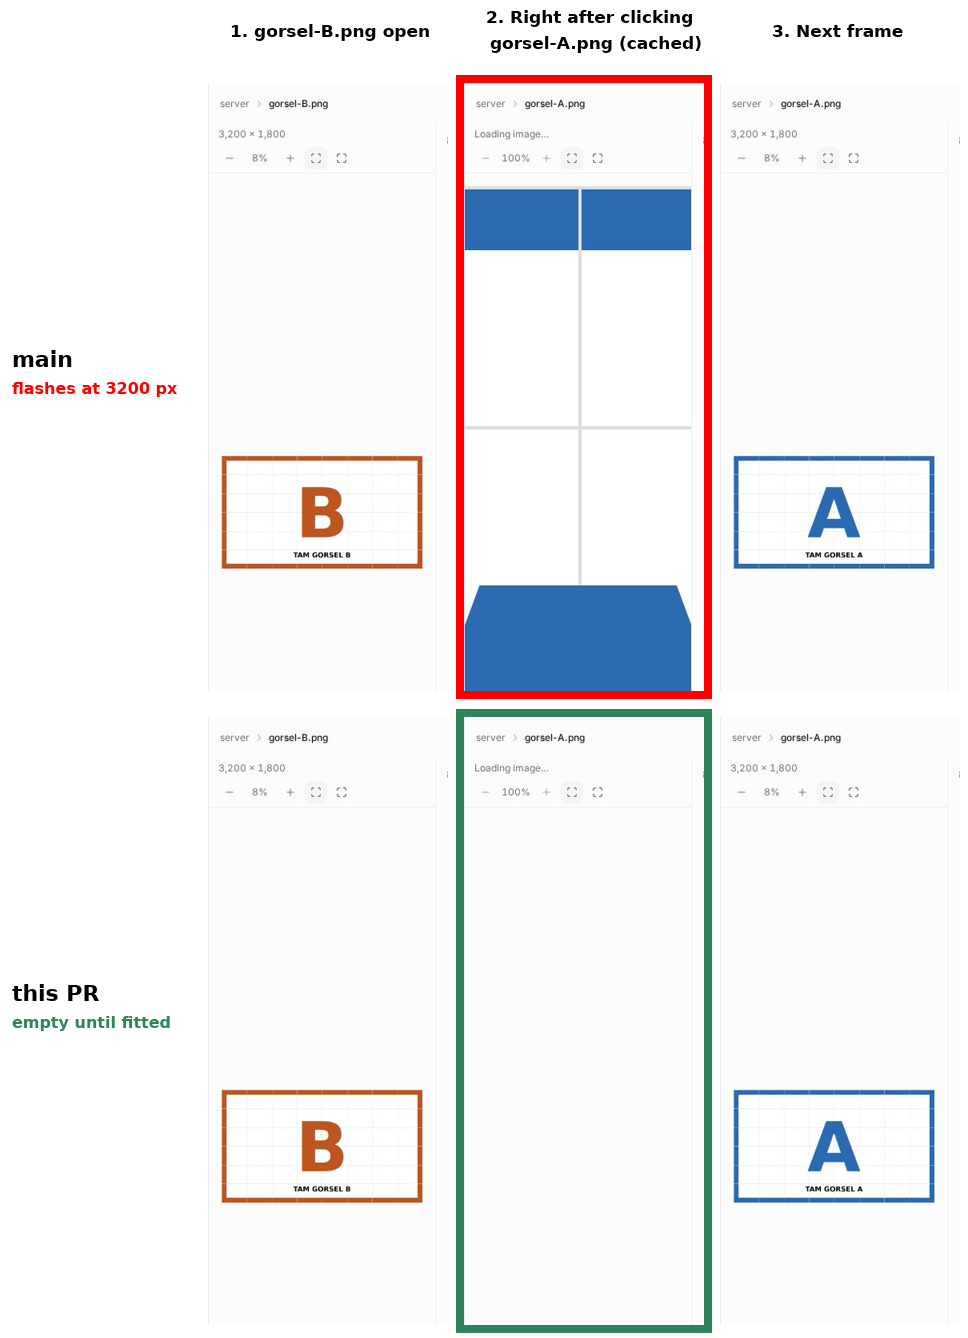 1. gorsel-B.png open
2. Right after clicking
gorsel-A.png (cached)
3. Next frame
main
flashes at 3200 px
server > gorsel-B.png
3,200 × 1,800
− 8% +
B
TAM GORSEL B
server > gorsel-A.png
Loading image...
− 100% +
server > gorsel-A.png
3,200 × 1,800
− 8% +
A
TAM GORSEL A
this PR
empty until fitted
server > gorsel-B.png
3,200 × 1,800
− 8% +
B
TAM GORSEL B
server > gorsel-A.png
Loading image...
− 100% +
server > gorsel-A.png
3,200 × 1,800
− 8% +
A
TAM GORSEL A